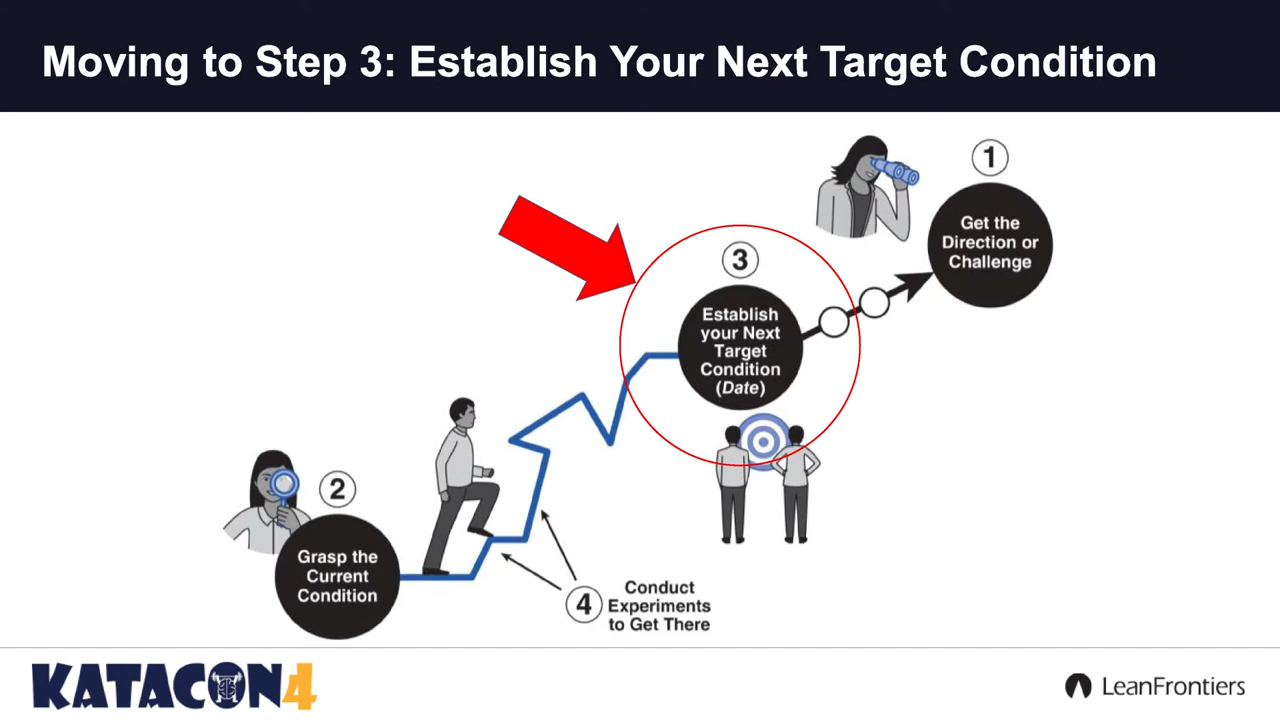 Moving to Step 3: Establish Your Next Target Condition
1
Get the
Direction or
Challenge
3
Establish
your Next
Target
Condition
(Date)
2
Grasp the
Current
Condition
4
Conduct
Experiments
to Get There
KATACON4
LeanFrontiers